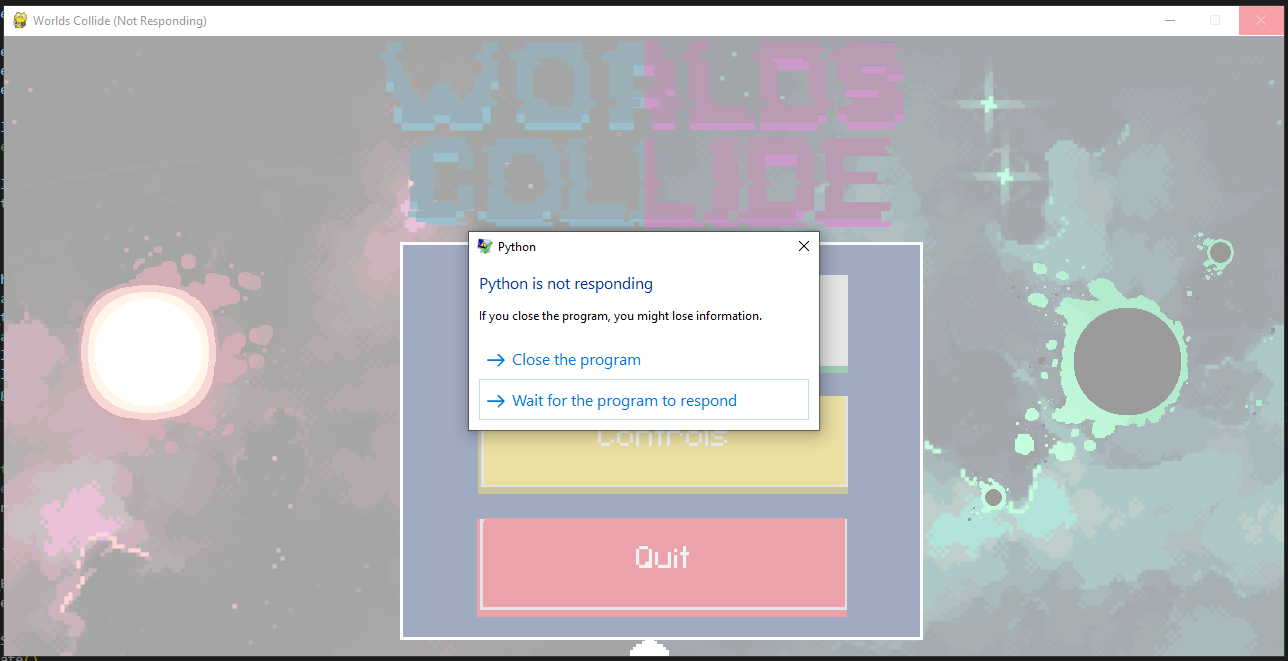 Worlds Collide (Not Responding)
WORLDS
COLLIDE
Python
Python is not responding
If you close the program, you might lose information.
Close the program
Wait for the program to respond
Controls
Quit